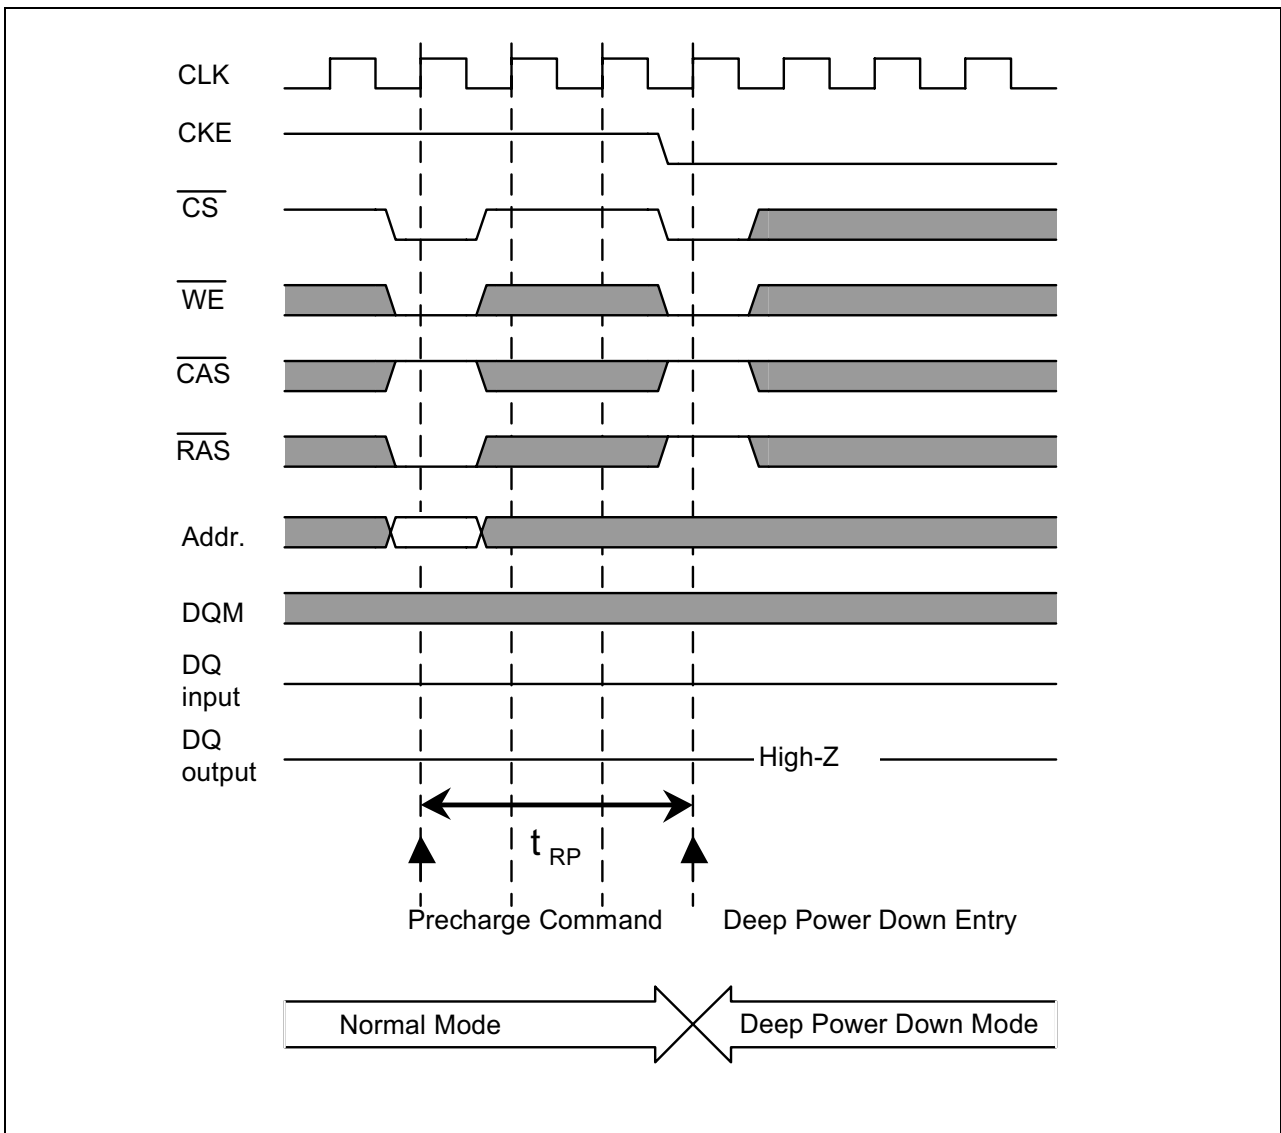 CLK
CKE
CS
WE
CAS
RAS
Addr.
DQM
DQ
input
DQ
output
High-Z
t RP
Precharge Command
Deep Power Down Entry
Normal Mode
Deep Power Down Mode